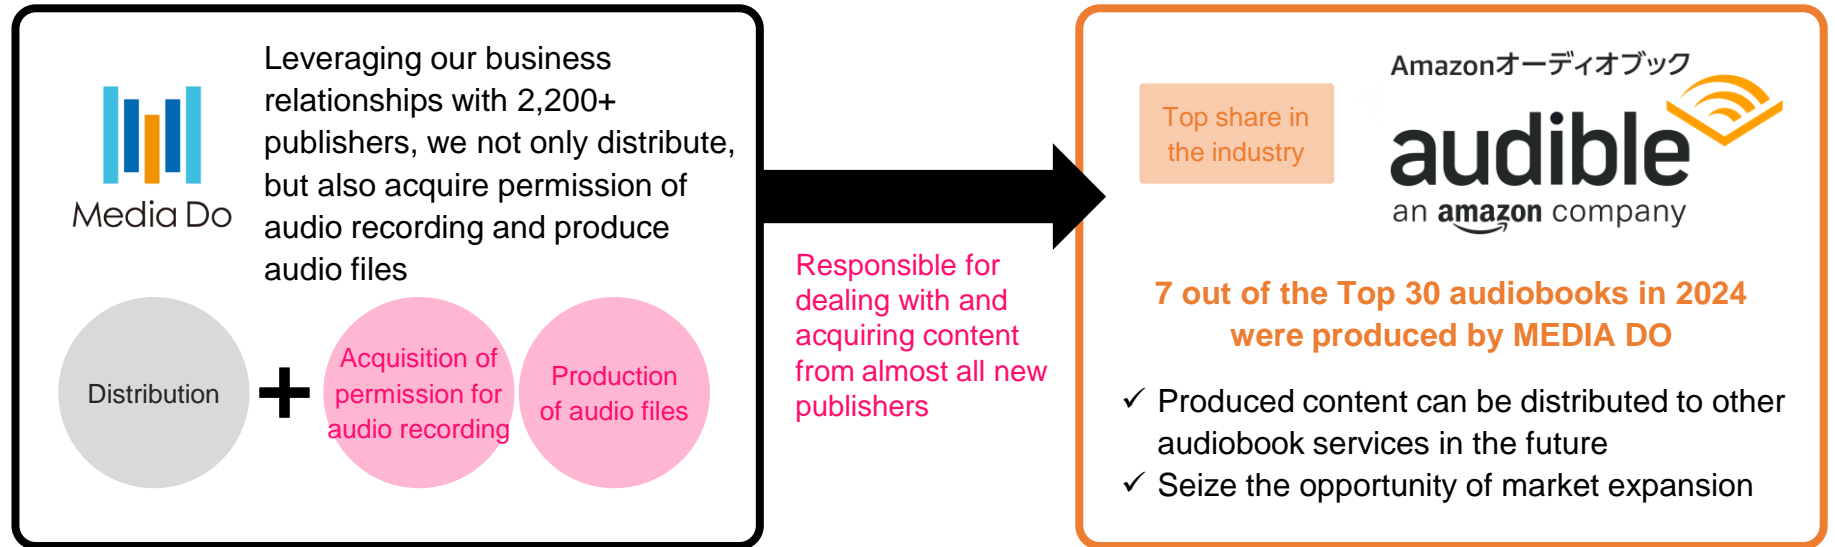 Leveraging our business
relationships with 2,200+
publishers, we not only distribute,
but also acquire permission of
audio recording and produce
audio files
Media Do
Distribution
+
Acquisition of
permission for
audio recording
Production
of audio files
Responsible for
dealing with and
acquiring content
from almost all new
publishers
Top share in
the industry
Amazonオーディオブック
audible
an amazon company
7 out of the Top 30 audiobooks in 2024
were produced by MEDIA DO
✓ Produced content can be distributed to other
audiobook services in the future
✓ Seize the opportunity of market expansion